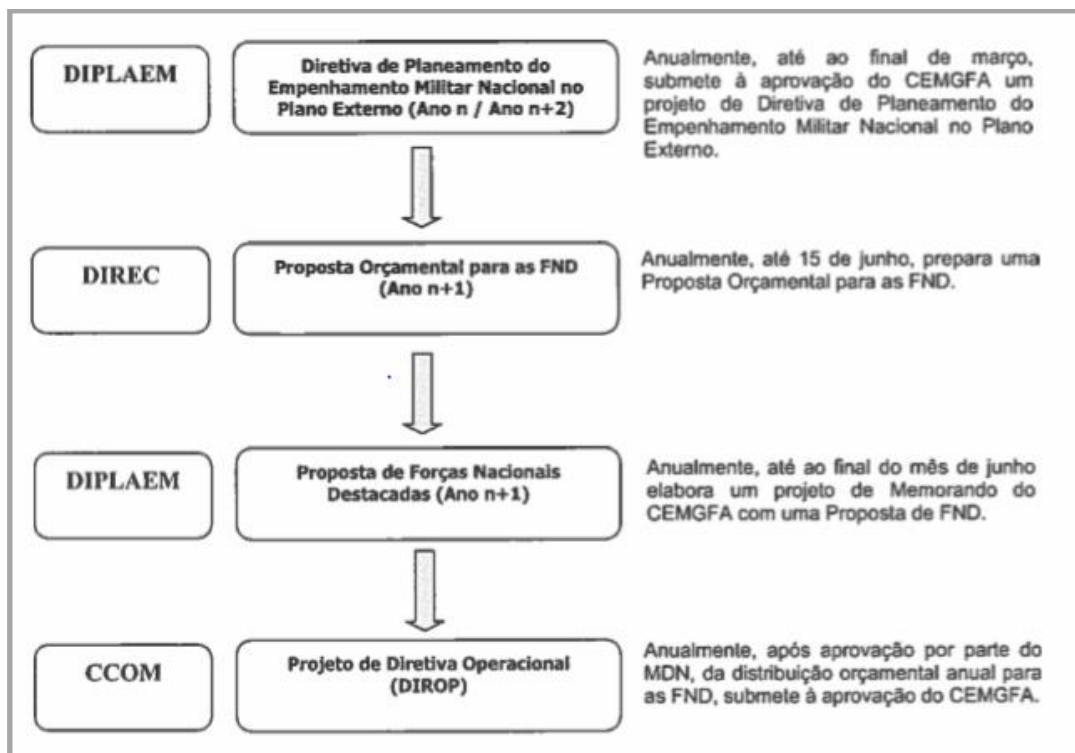 DIPLAEM
Diretiva de Planeamento do
Empenhamento Militar Nacional no
Plano Externo (Ano n / Ano n+2)
Anualmente, até ao final de março,
submete à aprovação do CEMGFA um
projeto de Diretiva de Planeamento do
Empenhamento Militar Nacional no Plano
Externo.
DIREC
Proposta Orçamental para as FND
(Ano n+1)
Anualmente, até 15 de junho, prepara uma
Proposta Orçamental para as FND.
DIPLAEM
Proposta de Forças Nacionais
Destacadas (Ano n+1)
Anualmente, até ao final do mês de junho
elabora um projeto de Memorando do
CEMGFA com uma Proposta de FND.
CCOM
Projeto de Diretiva Operacional
(DIROP)
Anualmente, após aprovação por parte do
MDN, da distribuição orçamental anual para
as FND, submete à aprovação do CEMGFA.